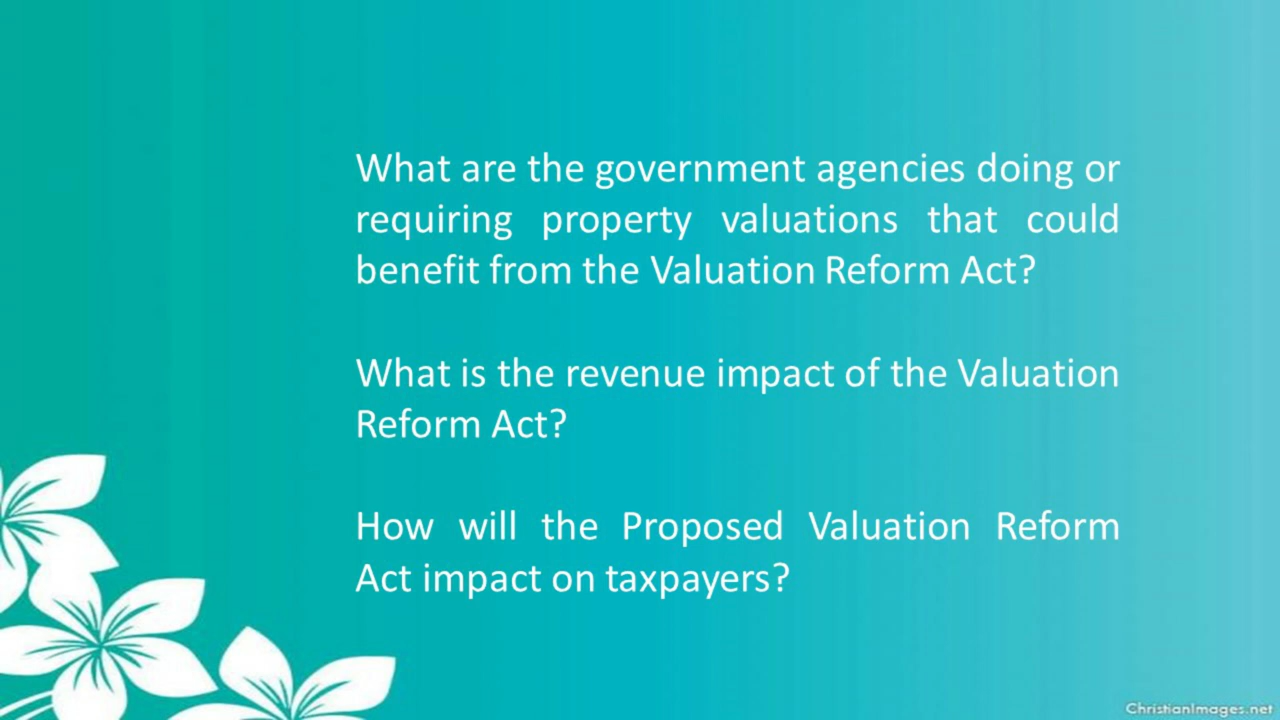 What are the government agencies doing or
requiring property valuations that could
benefit from the Valuation Reform Act?
What is the revenue impact of the Valuation
Reform Act?
How will the Proposed Valuation Reform
Act impact on taxpayers?
ChristianImages.net